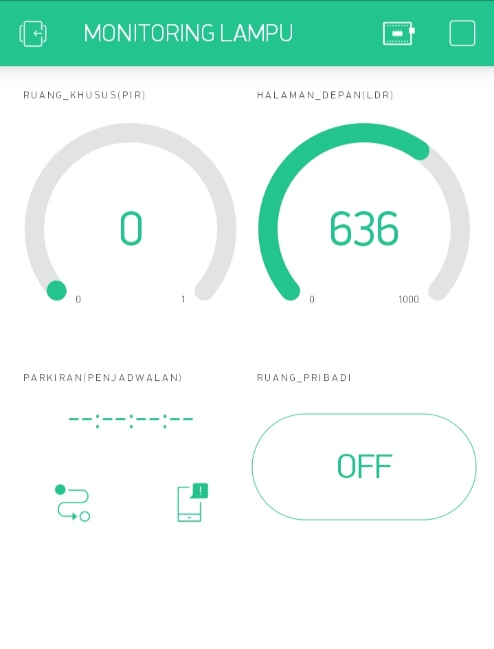 MONITORING LAMPU
RUANG_KHUSUS(PIR)
HALAMAN_DEPAN(LDR)
0
636
0 1
0 1000
PARKIRAN(PENJADWALAN)
RUANG_PRIBADI
--:--:--:--
OFF
!